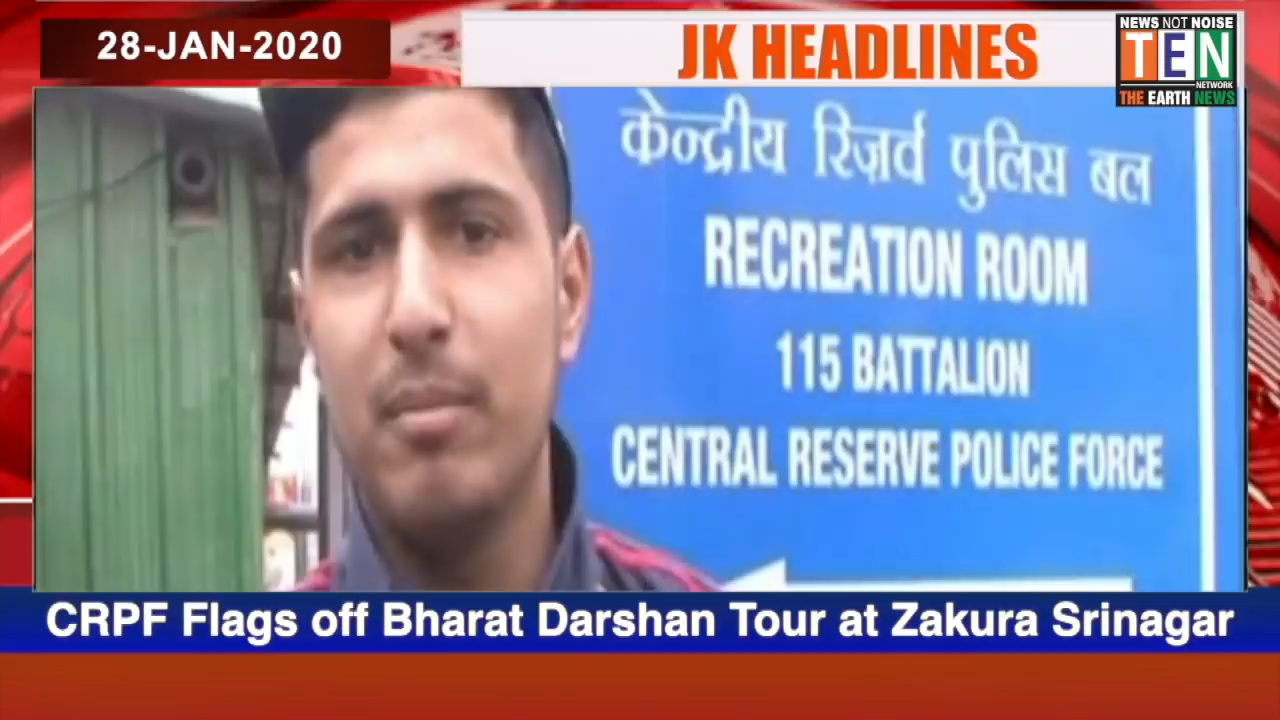 28-JAN-2020
JK HEADLINES
NEWS NOT NOISE
TEN
NETWORK
THE EARTH NEWS
केन्द्रीय रिज़र्व पुलिस बल
RECREATION ROOM
115 BATTALION
CENTRAL RESERVE POLICE FORCE
CRPF Flags off Bharat Darshan Tour at Zakura Srinagar